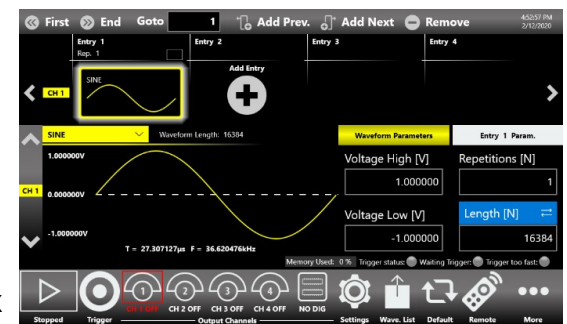 First End Goto 1 Add Prev. Add Next Remove 4:52:57 PM
2/12/2020
Entry 1 Entry 2 Entry 3 Entry 4
Rep. 1
Add Entry
SINE
CH 1
SINE Waveform Length: 16384 Waveform Parameters Entry 1 Param.
1.000000V
Voltage High [V] Repetitions [N]
1.000000 1
CH 1 0.000000V
Voltage Low [V] Length [N]
-1.000000V -1.000000 16384
T = 27.307127µs F = 36.620476kHz
Memory Used: 0 % Trigger status: Waiting Trigger: Trigger too fast:
1 2 3 4
CH 1 OFF CH 2 OFF CH 3 OFF CH 4 OFF NO DIG
Stopped Trigger Output Channels Settings Wave. List Default Remote More